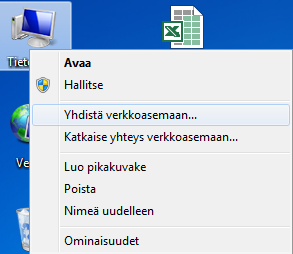 Avaa
Hallitse
Yhdistä verkkoasemaan...
Katkaise yhteys verkkoasemaan...
Luo pikakuvake
Poista
Nimeä uudelleen
Ominaisuudet